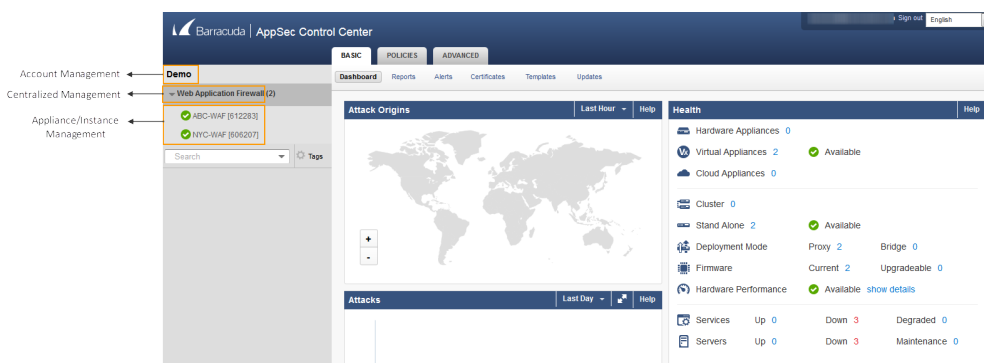 Barracuda | AppSec Control Center
Sign out English
BASIC POLICIES ADVANCED
Account Management
Demo
Dashboard Reports Alerts Certificates Templates Updates
Centralized Management
Web Application Firewall (2)
Appliance/Instance
Management
ABC-WAF [612283]
NYC-WAF [606207]
Search Tags
Attack Origins Last Hour Help
+
-
Attacks Last Day Help
Health Help
Hardware Appliances 0
Vx Virtual Appliances 2 Available
Cloud Appliances 0
Cluster 0
Stand Alone 2 Available
Deployment Mode Proxy 2 Bridge 0
Firmware Current 2 Upgradeable 0
Hardware Performance Available show details
Services Up 0 Down 3 Degraded 0
Servers Up 0 Down 3 Maintenance 0